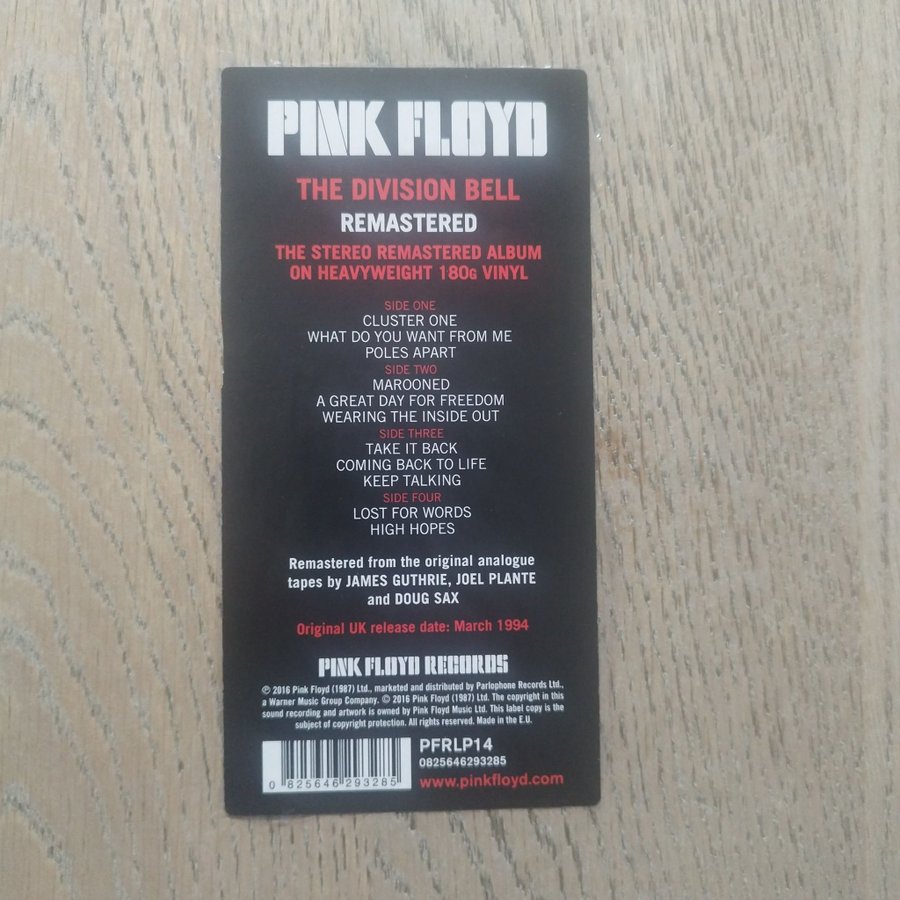 PINK FLOYD
THE DIVISION BELL
REMASTERED
THE STEREO REMASTERED ALBUM
ON HEAVYWEIGHT 180G VINYL
SIDE ONE
CLUSTER ONE
WHAT DO YOU WANT FROM ME
POLES APART
SIDE TWO
MAROONED
A GREAT DAY FOR FREEDOM
WEARING THE INSIDE OUT
SIDE THREE
TAKE IT BACK
COMING BACK TO LIFE
KEEP TALKING
SIDE FOUR
LOST FOR WORDS
HIGH HOPES
Remastered from the original analogue
tapes by JAMES GUTHRIE, JOEL PLANTE
and DOUG SAX
Original UK release date: March 1994
PINK FLOYD RECORDS
℗ 2016 Pink Floyd (1987) Ltd., marketed and distributed by Parlophone Records Ltd.,
a Warner Music Group Company. © 2016 Pink Floyd (1987) Ltd. The copyright in this
sound recording and artwork is owned by Pink Floyd Music Ltd. This label copy is the
subject of copyright protection. All rights reserved. Made in the E.U.
0 825646 293285
PFRLP14
0825646293285
www.pinkfloyd.com